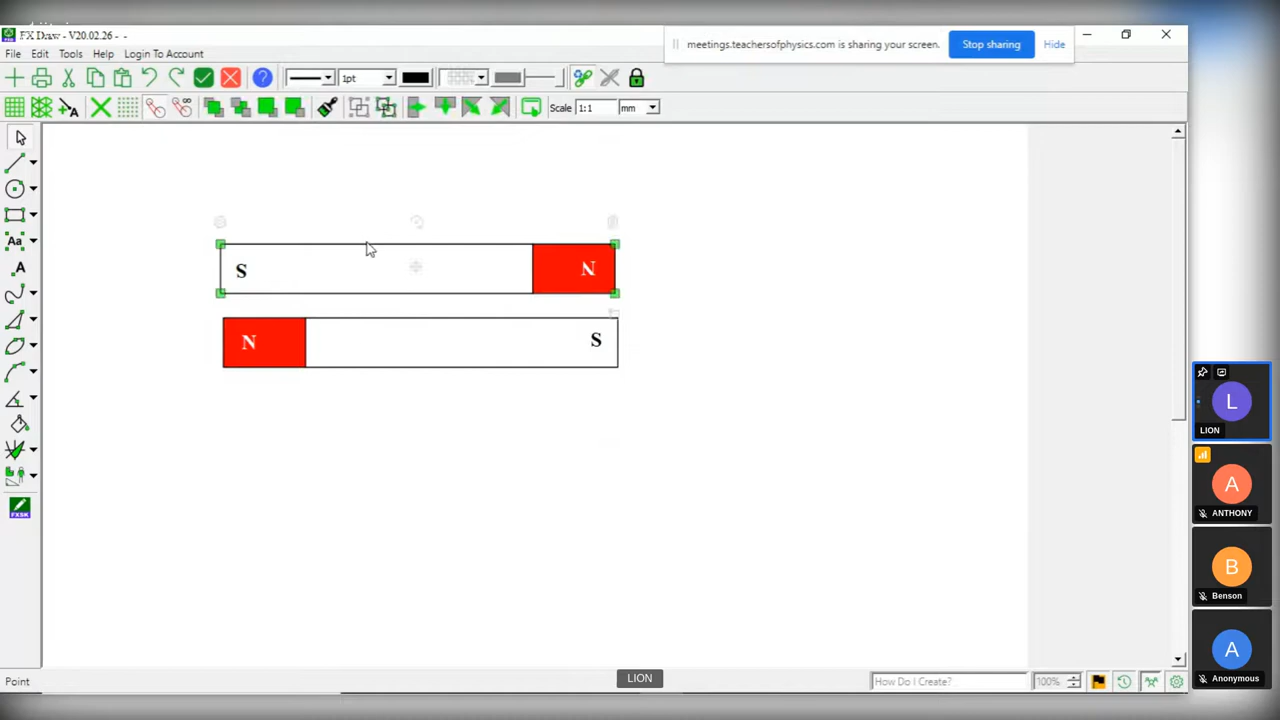 FX Draw - V20.02.26 - -
meetings.teachersofphysics.com is sharing your screen.
Stop sharing
Hide
File Edit Tools Help Login To Account
1pt
Scale 1:1 mm
S N
N S
L
LION
A
ANTHONY
B
Benson
A
Anonymous
Point
LION
How Do I Create?
100%